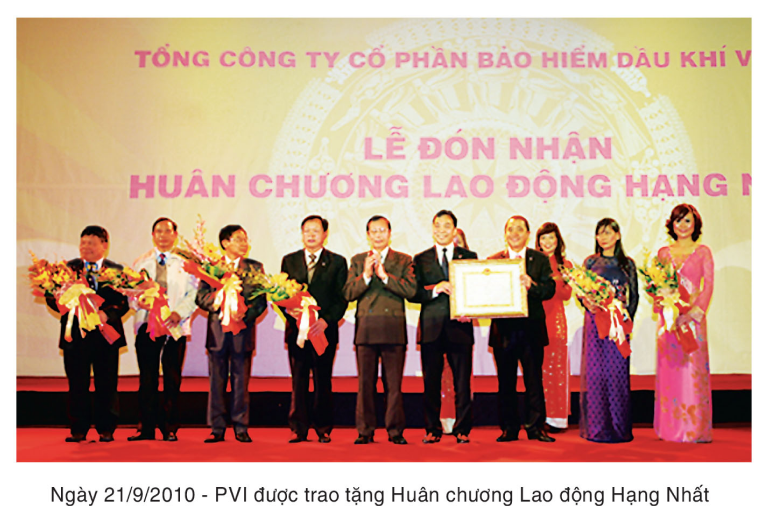 TỔNG CÔNG TY CỔ PHẦN BẢO HIỂM DẦU KHÍ V
LỄ ĐÓN NHẬN
HUÂN CHƯƠNG LAO ĐỘNG HẠNG N
Ngày 21/9/2010 - PVI được trao tặng Huân chương Lao động Hạng Nhất